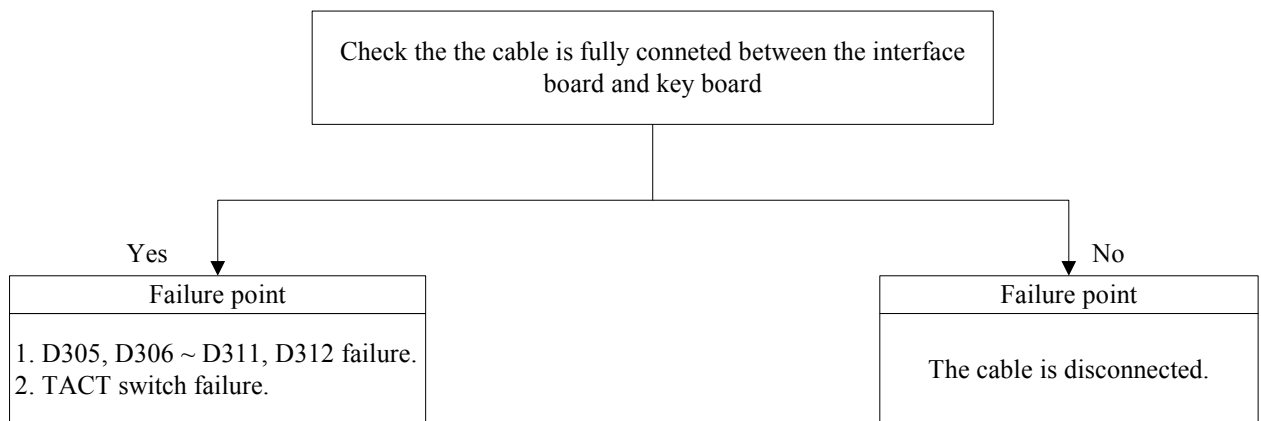 Check the the cable is fully conneted between the interface
board and key board
Yes
No
Failure point
1. D305, D306 ~ D311, D312 failure.
2. TACT switch failure.
Failure point
The cable is disconnected.